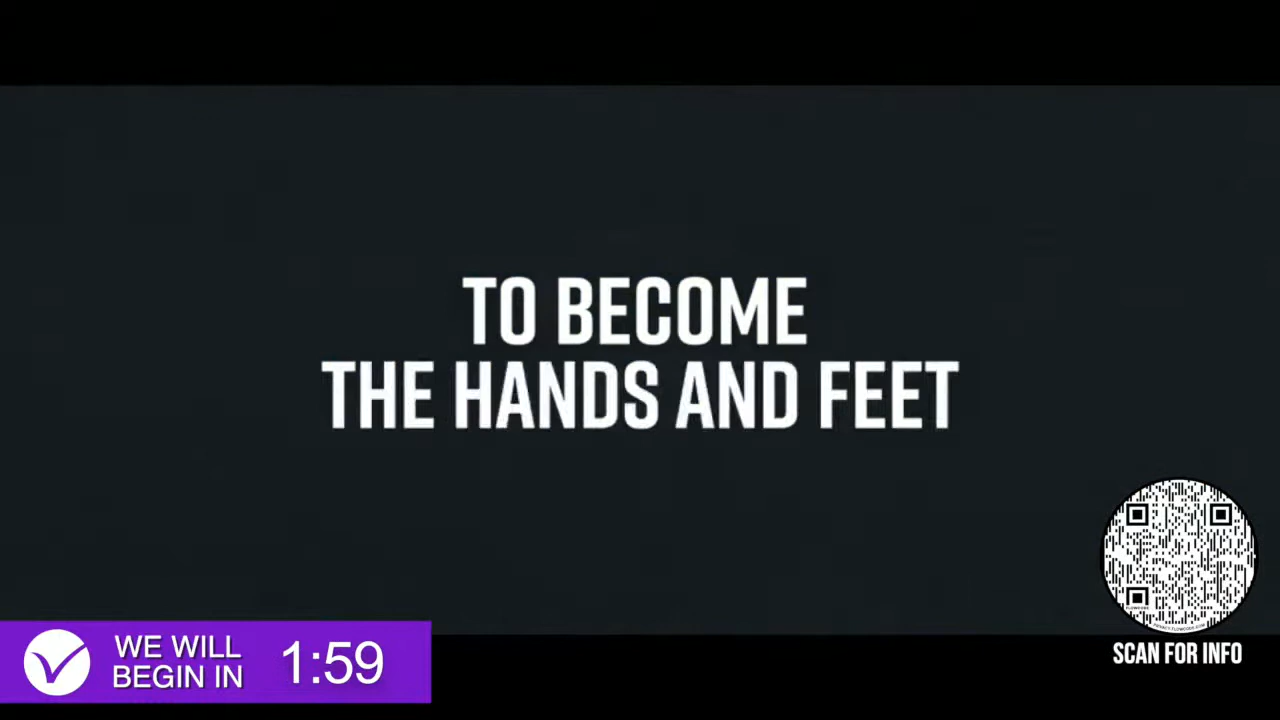 TO BECOME
THE HANDS AND FEET
WE WILL
BEGIN IN
1:59
SCAN FOR INFO